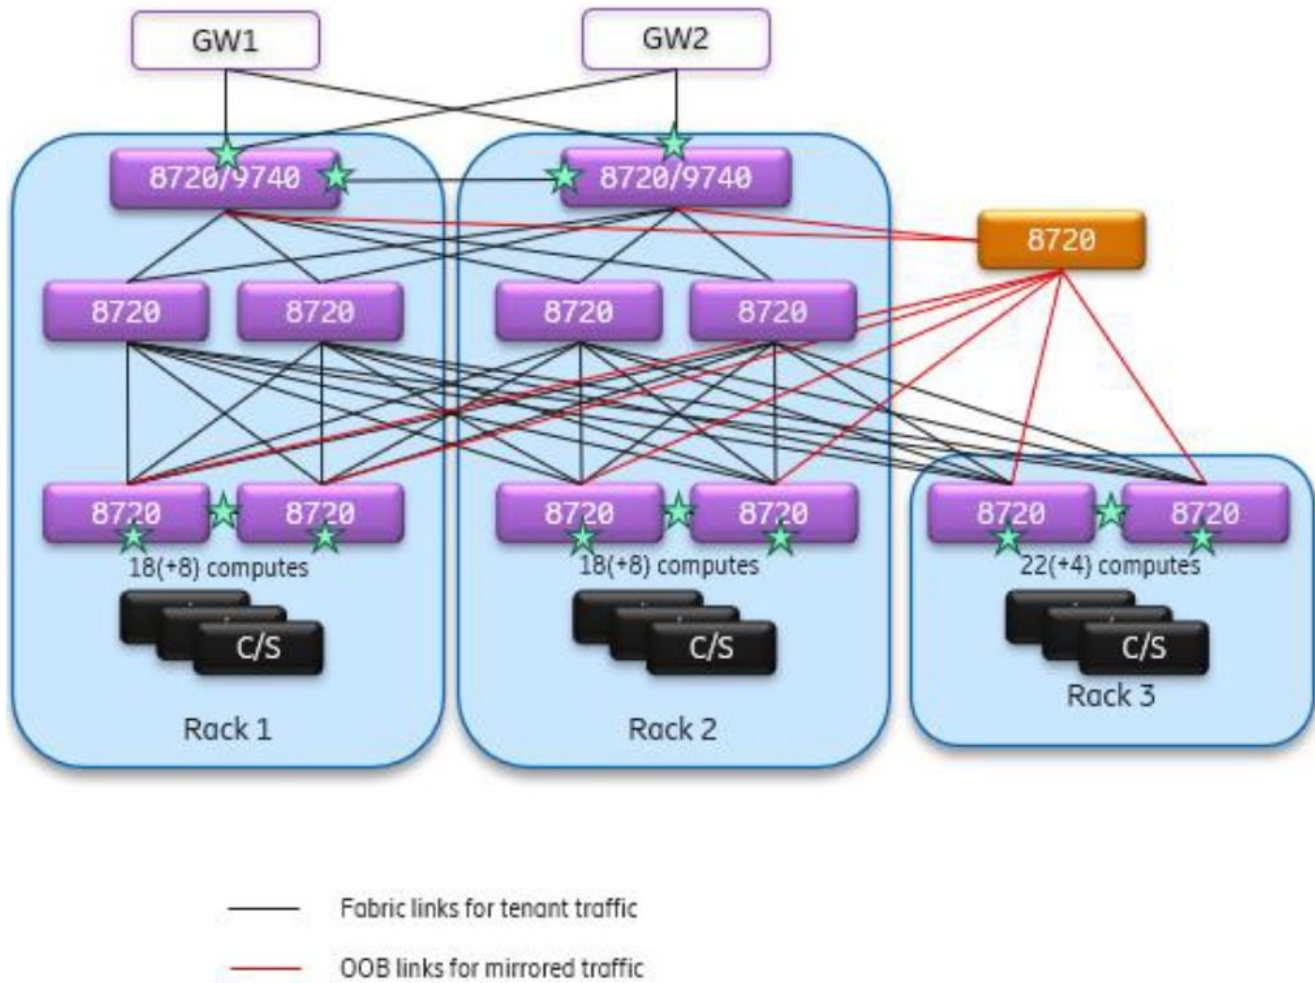 GW1
GW2
8720/9740
8720/9740
8720
8720
8720
8720
8720
8720
8720
8720
8720
8720
8720
18(+8) computes
18(+8) computes
22(+4) computes
C/S
C/S
C/S
Rack 1
Rack 2
Rack 3
Fabric links for tenant traffic
OOB links for mirrored traffic